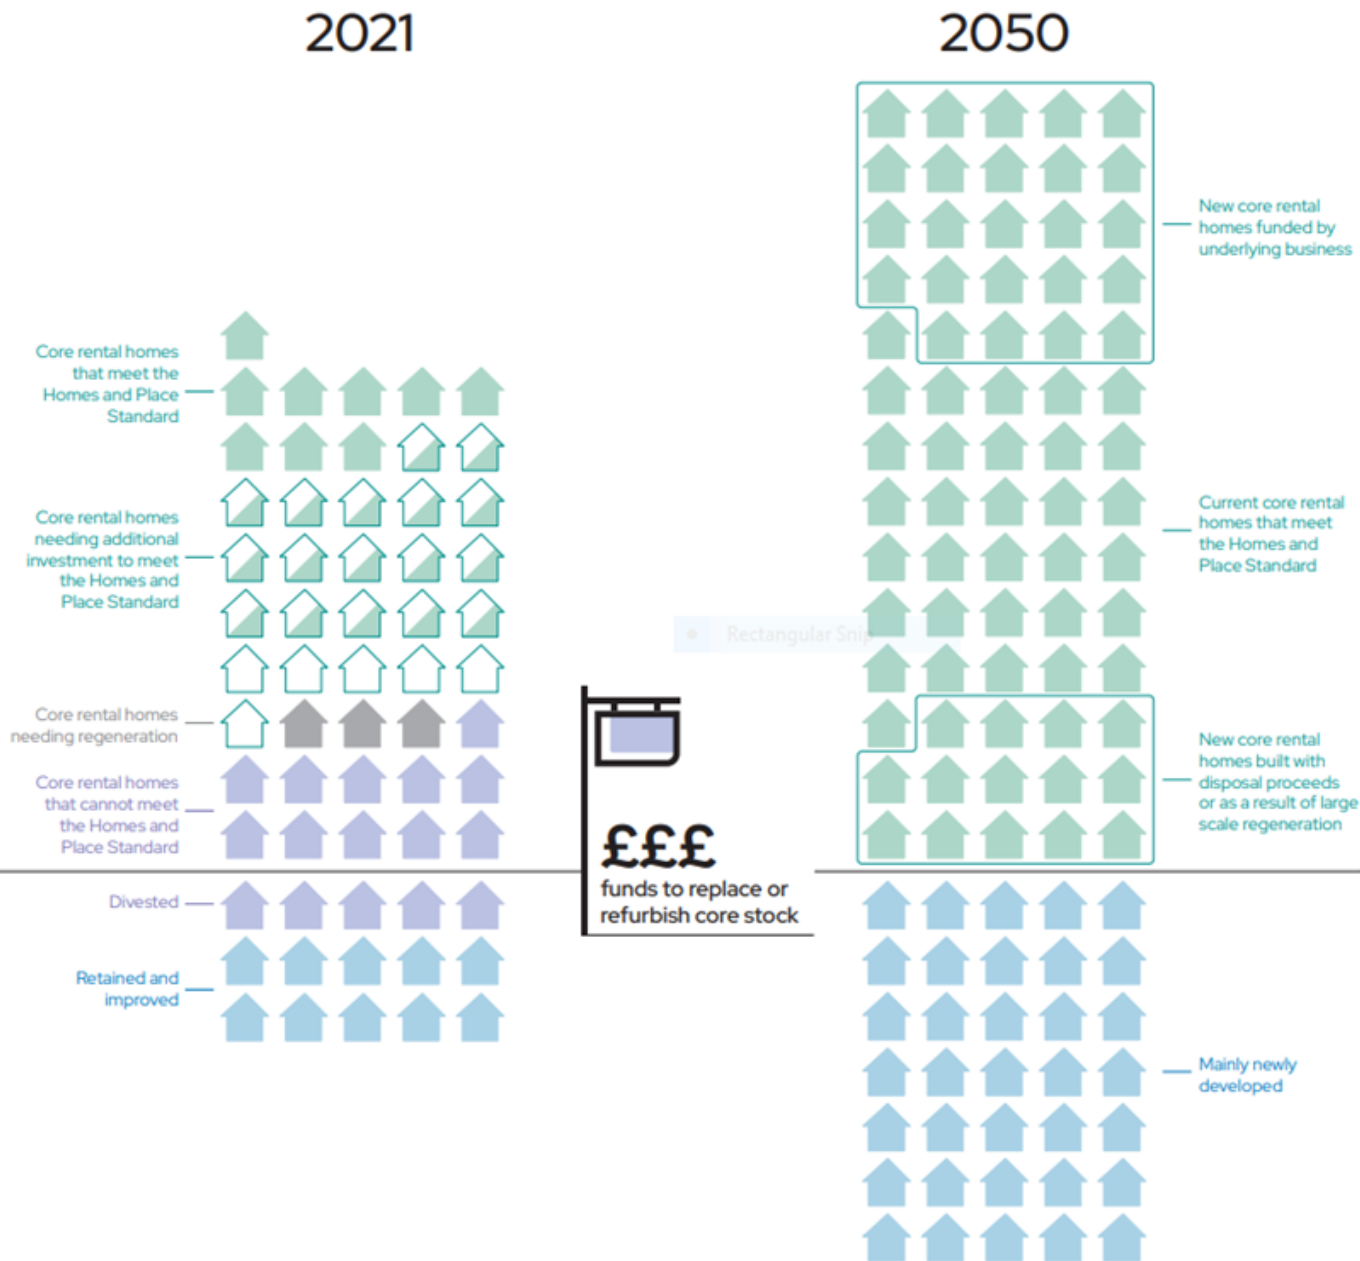 2021
2050
Core rental homes
that meet the
Homes and Place
Standard
Core rental homes
needing additional
investment to meet
the Homes and
Place Standard
Core rental homes
needing regeneration
Core rental homes
that cannot meet
the Homes and
Place Standard
Divested
Retained and
improved
Rectangular Snip
£££
funds to replace or
refurbish core stock
New core rental
homes funded by
underlying business
Current core rental
homes that meet
the Homes and
Place Standard
New core rental
homes built with
disposal proceeds
or as a result of large
scale regeneration
Mainly newly
developed